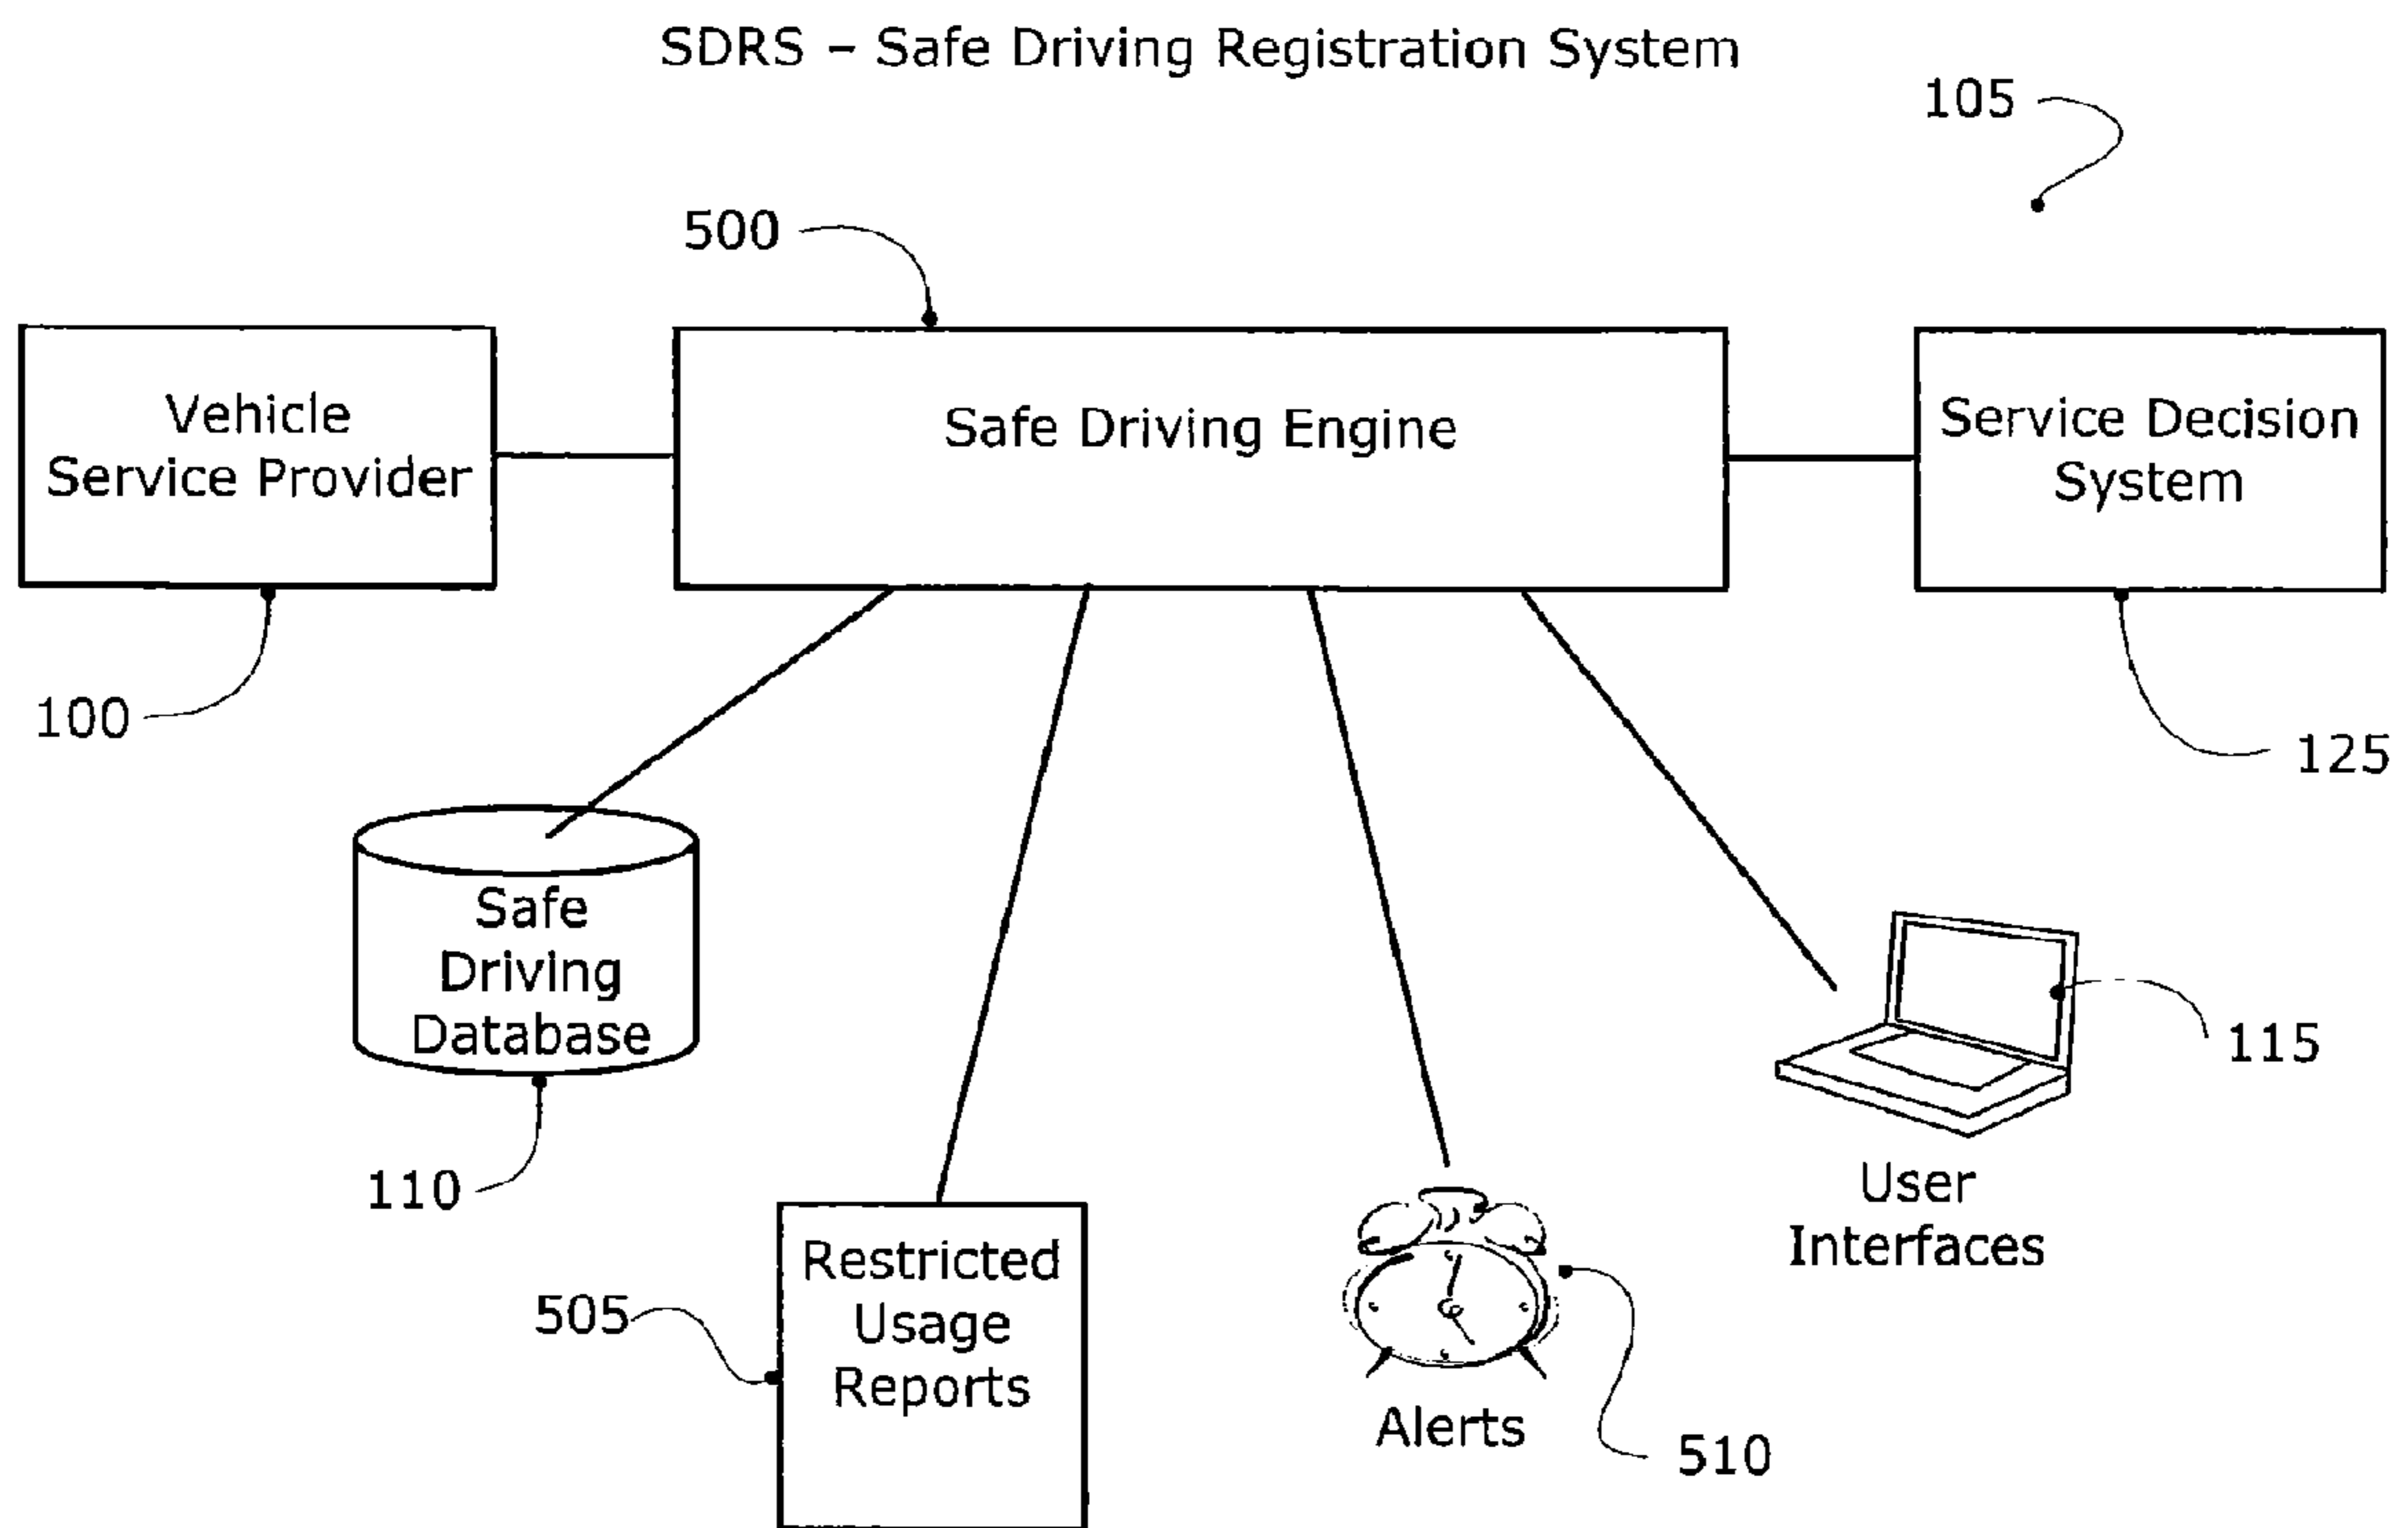 SDRS – Safe Driving Registration System
105
500
Vehicle
Service Provider
Safe Driving Engine
Service Decision
System
100
125
Safe
Driving
Database
115
110
User
Interfaces
Restricted
Usage
Reports
505
Alerts
510